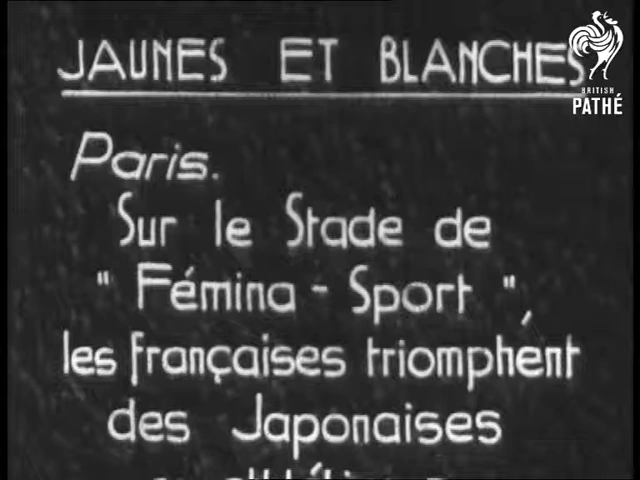 JAUNES ET BLANCHES
BRITISH
PATHÉ
Paris.
Sur le Stade de
" Fémina - Sport ",
les françaises triomphent
des Japonaises